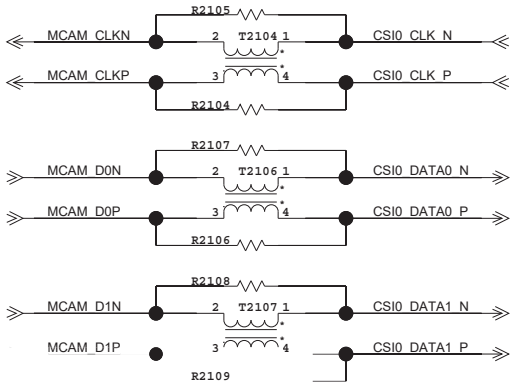 R2105
MCAM_CLKN 2 T2104 1 CSI0_CLK_N
MCAM_CLKP 3 4 CSI0_CLK_P
R2104
R2107
MCAM_D0N 2 T2106 1 CSI0_DATA0_N
MCAM_D0P 3 4 CSI0_DATA0_P
R2106
R2108
MCAM_D1N 2 T2107 1 CSI0_DATA1_N
MCAM_D1P 3 4 CSI0_DATA1_P
R2109